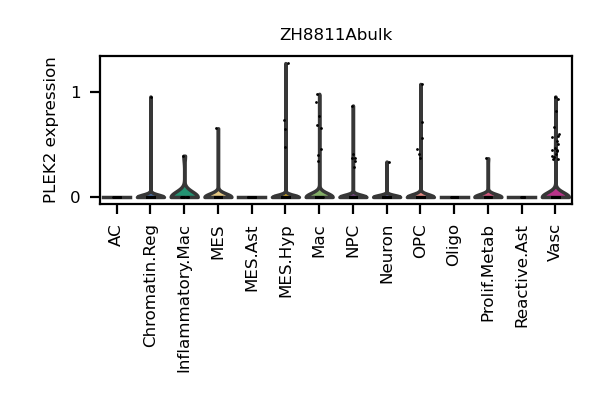 ZH8811Abulk
PLEK2 expression
1
0
AC
Chromatin.Reg
Inflammatory.Mac
MES
MES.Ast
MES.Hyp
Mac
NPC
Neuron
OPC
Oligo
Prolif.Metab
Reactive.Ast
Vasc